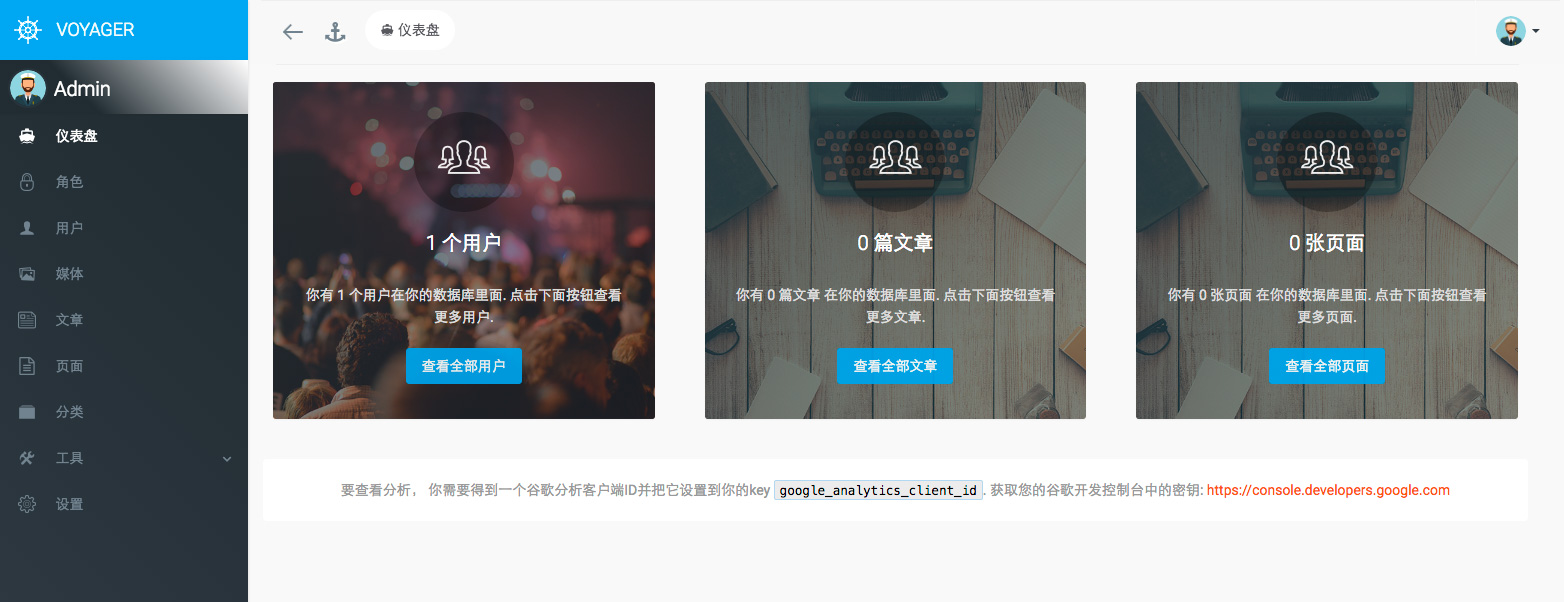 VOYAGER
Admin
仪表盘
角色
用户
媒体
文章
页面
分类
工具
设置
仪表盘
1 个用户
你有 1 个用户在你的数据库里面. 点击下面按钮查看
更多用户.
查看全部用户
0 篇文章
你有 0 篇文章 在你的数据库里面. 点击下面按钮查看
更多文章.
查看全部文章
0 张页面
你有 0 张页面 在你的数据库里面. 点击下面按钮查看
更多页面.
查看全部页面
要查看分析， 你需要得到一个谷歌分析客户端ID并把它设置到你的key google_analytics_client_id. 获取您的谷歌开发控制台中的密钥: https://console.developers.google.com